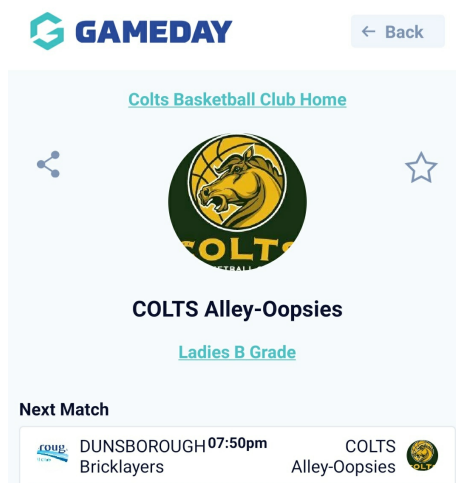 GAMEDAY
← Back
Colts Basketball Club Home
COLTS
COLTS Alley-Oopsies
Ladies B Grade
Next Match
DUNSBOROUGH 07:50pm COLTS
Bricklayers Alley-Oopsies